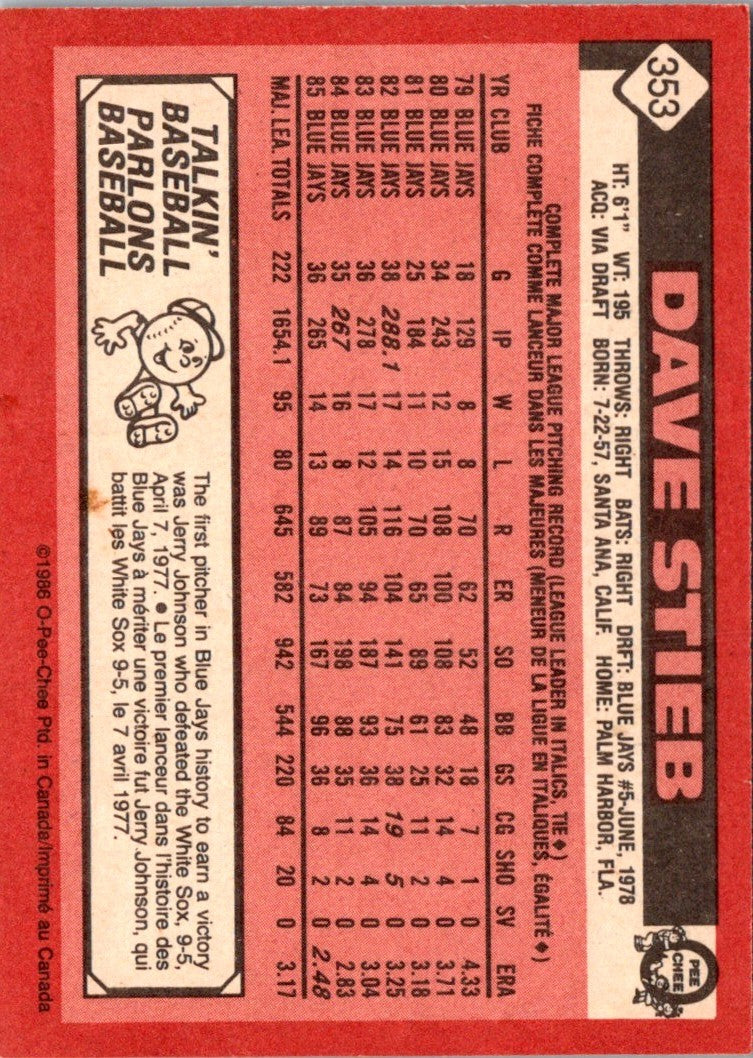 353
DAVE STIEB
O PEE CHEE
HT: 6'1" WT: 195 THROWS: RIGHT BATS: RIGHT DRFT: BLUE JAYS #5-JUNE, 1978
ACQ: VIA DRAFT BORN: 7-22-57, SANTA ANA, CALIF. HOME: PALM HARBOR, FLA.
COMPLETE MAJOR LEAGUE PITCHING RECORD (LEAGUE LEADER IN ITALICS, TIE ♦)
FICHE COMPLÈTE COMME LANCEUR DANS LES MAJEURES (MENEUR DE LA LIGUE EN ITALIQUES, ÉGALITÉ ♦)
YR CLUB G IP W L R ER SO BB GS CG SHO SV ERA
79 BLUE JAYS 18 129 8 8 70 62 52 48 18 7 1 0 4.33
80 BLUE JAYS 34 243 12 15 108 100 108 83 32 14 4 0 3.71
81 BLUE JAYS 25 184 11 10 70 65 89 61 25 11 2 0 3.18
82 BLUE JAYS 38 288.1 17 14 116 104 141 75 38 19 5 0 3.25
83 BLUE JAYS 36 278 17 12 105 94 187 93 36 14 4 0 3.04
84 BLUE JAYS 35 267 16 8 87 84 198 88 35 11 2 0 2.83
85 BLUE JAYS 36 265 14 13 89 73 167 96 36 8 2 0 2.48
MAJ. LEA TOTALS 222 1654.1 95 80 645 582 942 544 220 84 20 0 3.17
TALKIN'
BASEBALL
PARLONS
BASEBALL
The first pitcher in Blue Jays history to earn a victory
was Jerry Johnson who defeated the White Sox, 9-5,
April 7, 1977. ● Le premier lanceur dans l'histoire des
Blue Jays à mériter une victoire fut Jerry Johnson, qui
battit les White Sox 9-5, le 7 avril 1977.
©1986 O-Pee-Chee Ptd. in Canada/Imprimé au Canada